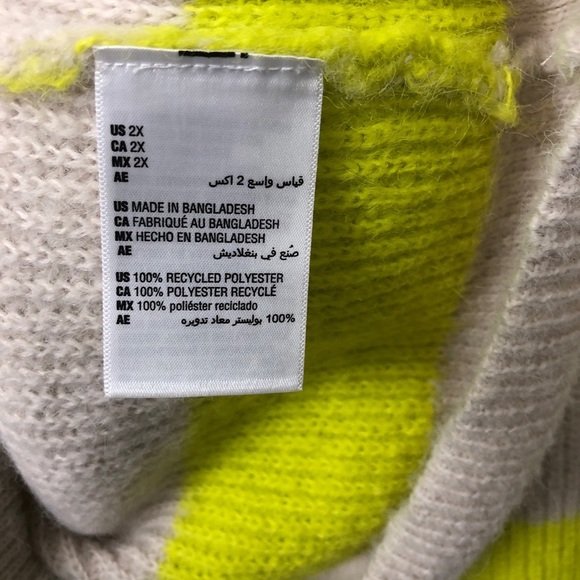 US 2X
CA 2X
MX 2X
AE قياس واسع 2 اكس
US MADE IN BANGLADESH
CA FABRIQUÉ AU BANGLADESH
MX HECHO EN BANGLADESH
AE صُنع في بنغلاديش
US 100% RECYCLED POLYESTER
CA 100% POLYESTER RECYCLÉ
MX 100% poliéster reciclado
AE 100% بوليستر معاد تدويره